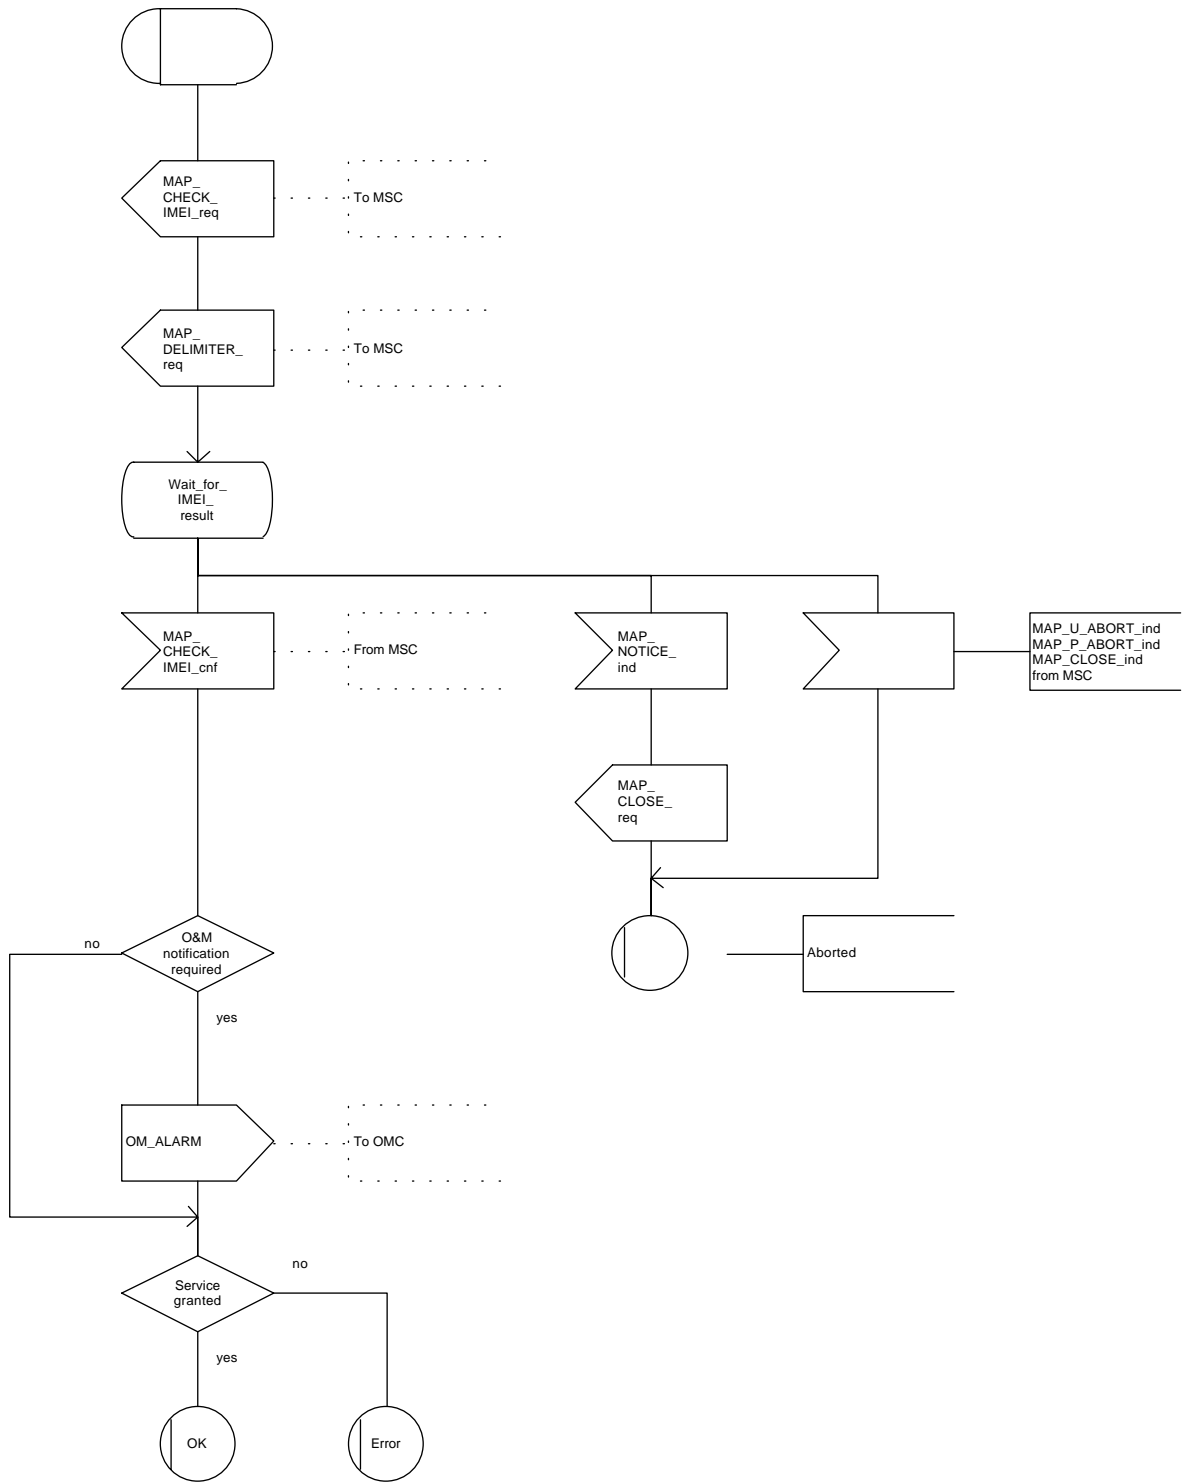 MAP_
CHECK_
IMEI_req
To MSC
MAP_
DELIMITER_
req
To MSC
Wait_for_
IMEI_
result
MAP_
CHECK_
IMEI_cnf
From MSC
MAP_
NOTICE_
ind
MAP_U_ABORT_ind
MAP_P_ABORT_ind
MAP_CLOSE_ind
from MSC
MAP_
CLOSE_
req
no
O&M
notification
required
Aborted
yes
OM_ALARM
To OMC
no
Service
granted
yes
OK
Error